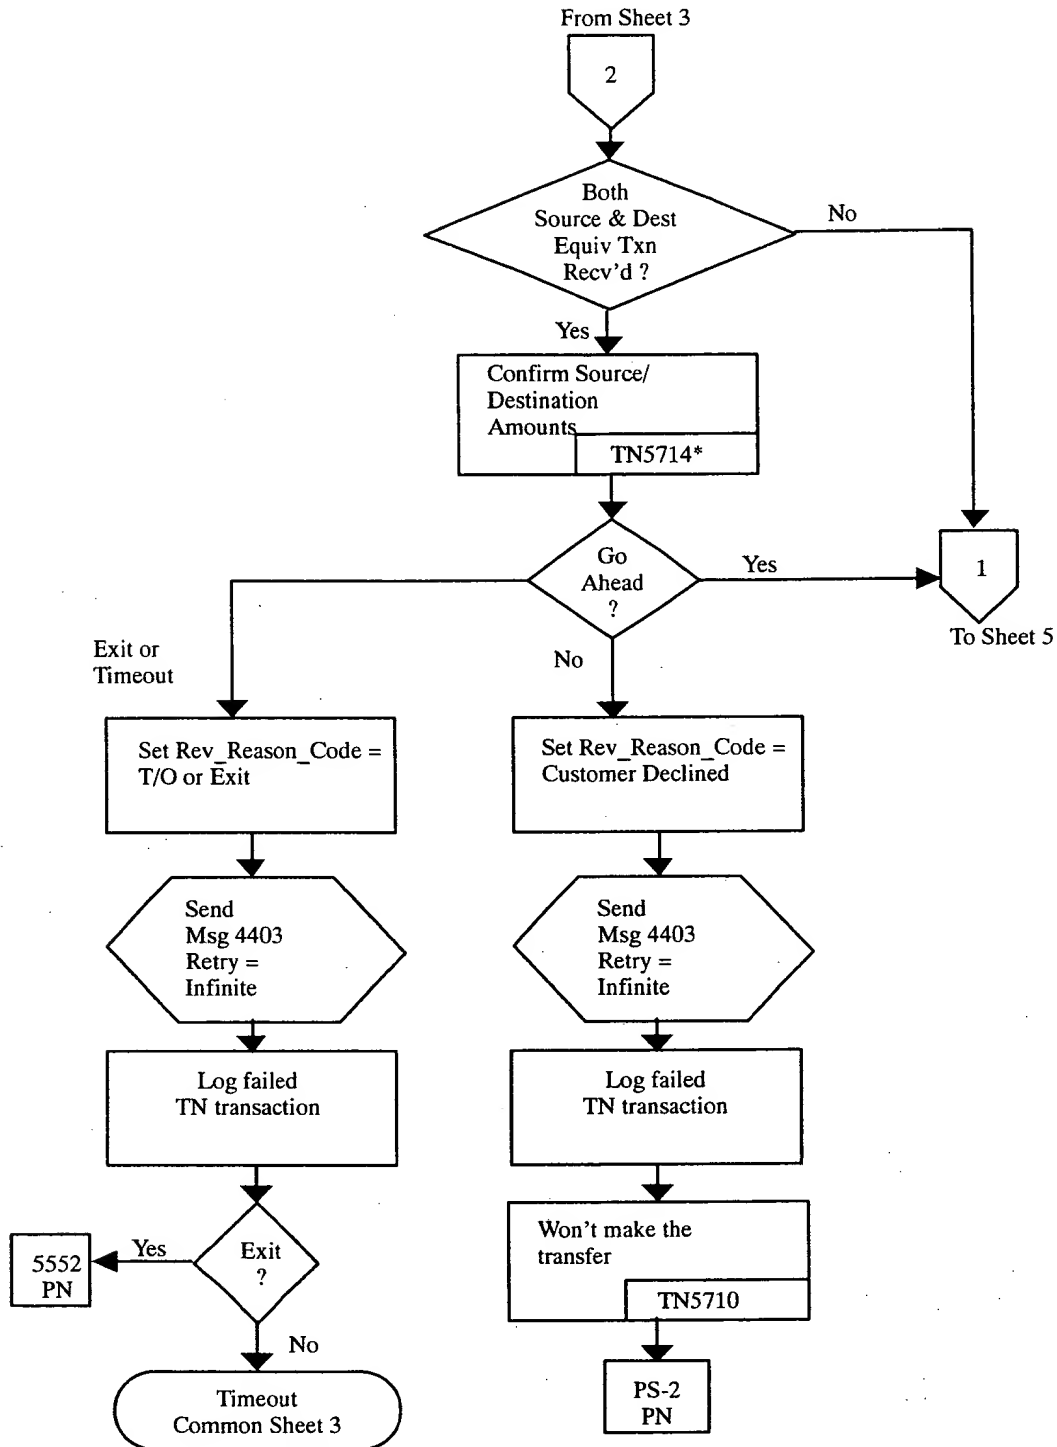 From Sheet 3
2
Both
Source & Dest
Equiv Txn
Recv'd ?
No
Yes
Confirm Source/
Destination
Amounts
TN5714*
Go
Ahead
?
Yes
1
To Sheet 5
Exit or
Timeout
No
Set Rev_Reason_Code =
T/O or Exit
Set Rev_Reason_Code =
Customer Declined
Send
Msg 4403
Retry =
Infinite
Send
Msg 4403
Retry =
Infinite
Log failed
TN transaction
Log failed
TN transaction
Exit
?
Yes
5552
PN
No
Timeout
Common Sheet 3
Won't make the
transfer
TN5710
PS-2
PN